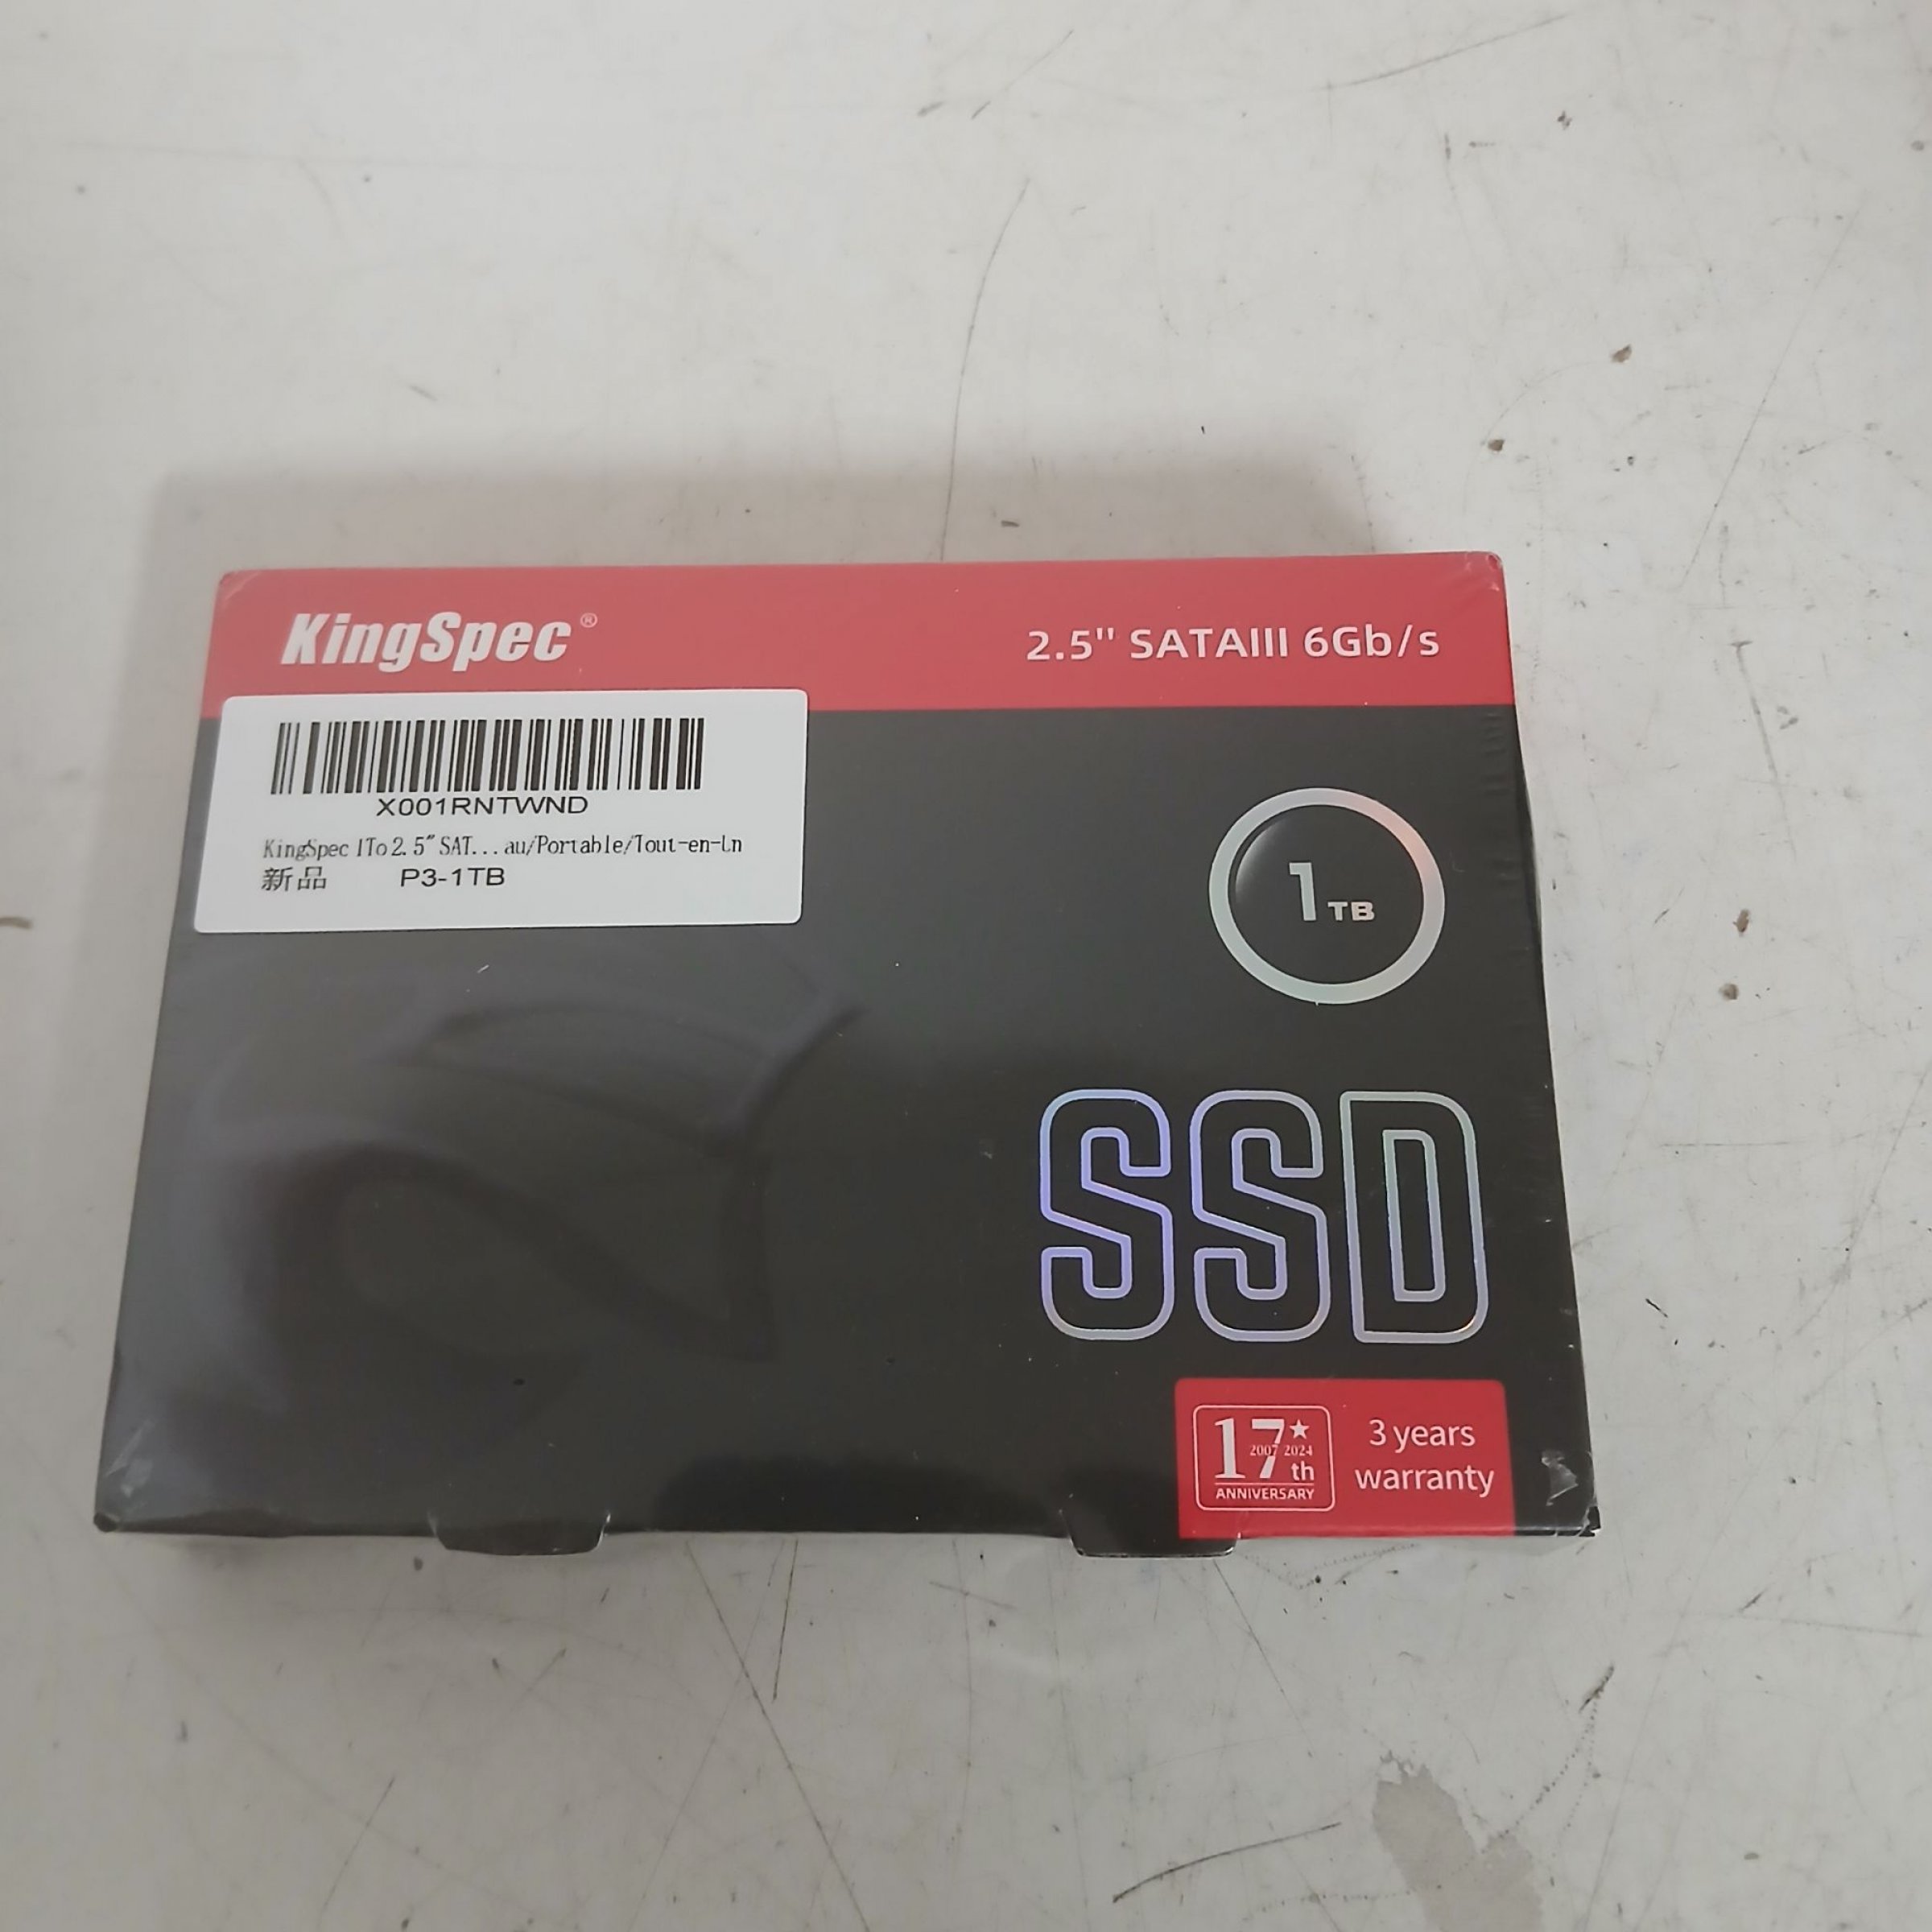 KingSpec®
2.5" SATAIII 6Gb/s
X001RNTWND
KingSpec 1To 2.5" SAT... au/Portable/Tout-en-Un
新品 P3-1TB
1TB
SSD
17th
2007 2024
ANNIVERSARY
3 years
warranty